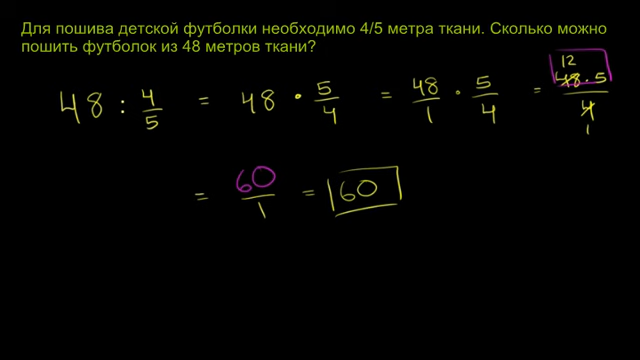 Для пошива детской футболки необходимо 4/5 метра ткани. Сколько можно
пошить футболок из 48 метров ткани?
48 : 4/5 = 48 · 5/4 = 48/1 · 5/4 = 12 48 · 5 / 4 1
= 60/1 = 60